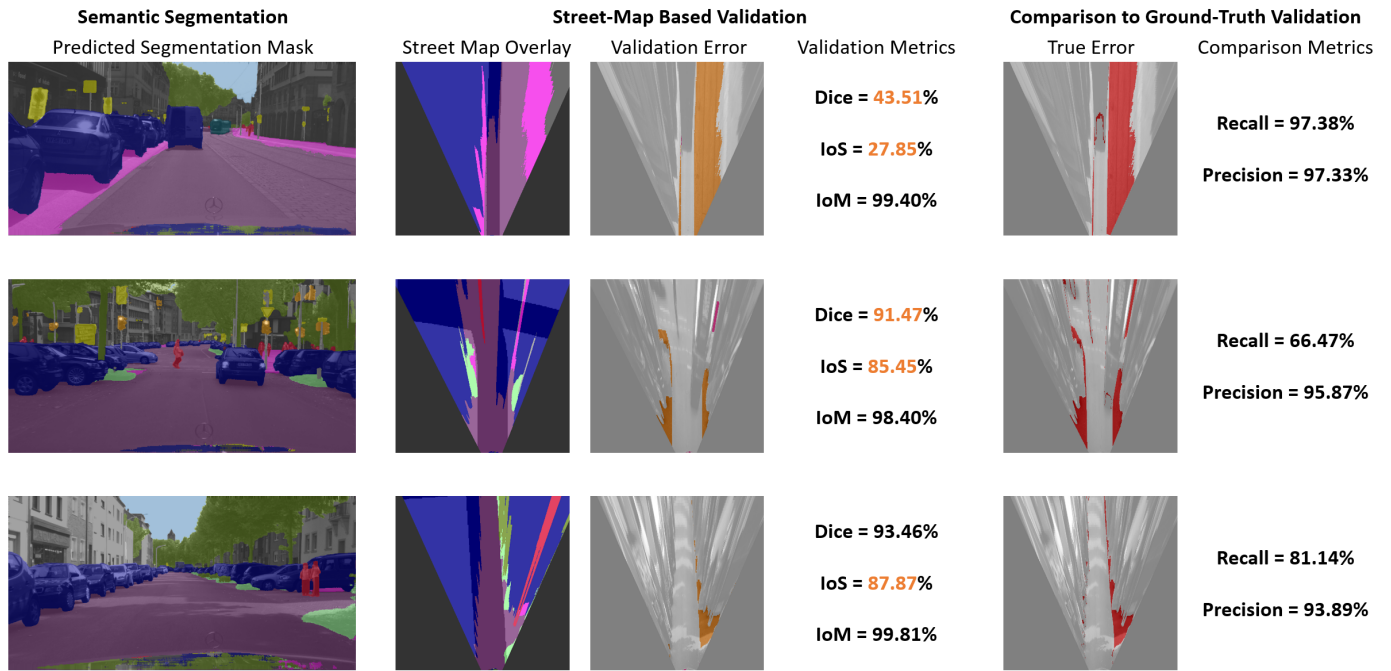 Semantic Segmentation
Street-Map Based Validation
Comparison to Ground-Truth Validation
Predicted Segmentation Mask
Street Map Overlay
Validation Error
Validation Metrics
True Error
Comparison Metrics
Dice = 43.51%
IoS = 27.85%
IoM = 99.40%
Recall = 97.38%
Precision = 97.33%
Dice = 91.47%
IoS = 85.45%
IoM = 98.40%
Recall = 66.47%
Precision = 95.87%
Dice = 93.46%
IoS = 87.87%
IoM = 99.81%
Recall = 81.14%
Precision = 93.89%